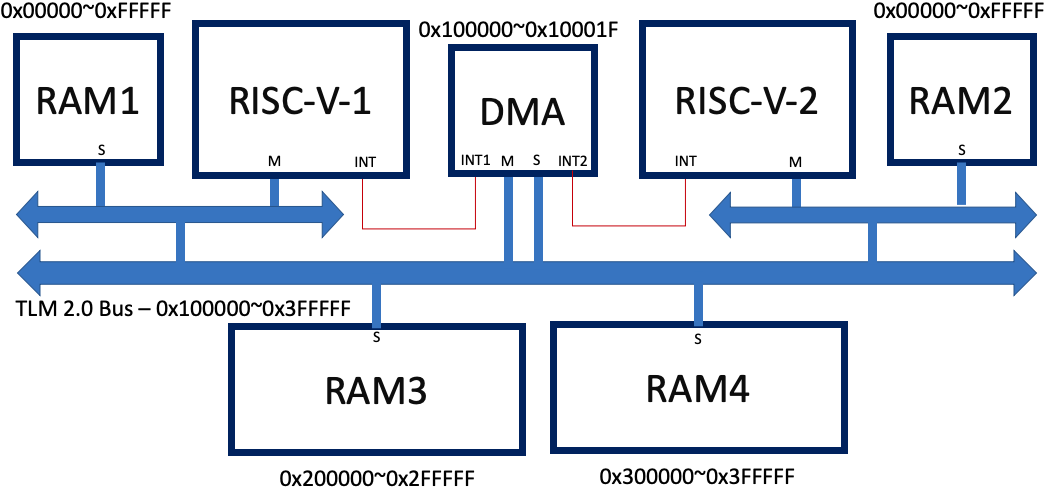 0x00000~0xFFFFF
0x100000~0x10001F
0x00000~0xFFFFF
RAM1
S
RISC-V-1
M
INT
DMA
INT1
M
S
INT2
RISC-V-2
INT
M
RAM2
S
TLM 2.0 Bus – 0x100000~0x3FFFFF
S
RAM3
0x200000~0x2FFFFF
S
RAM4
0x300000~0x3FFFFF